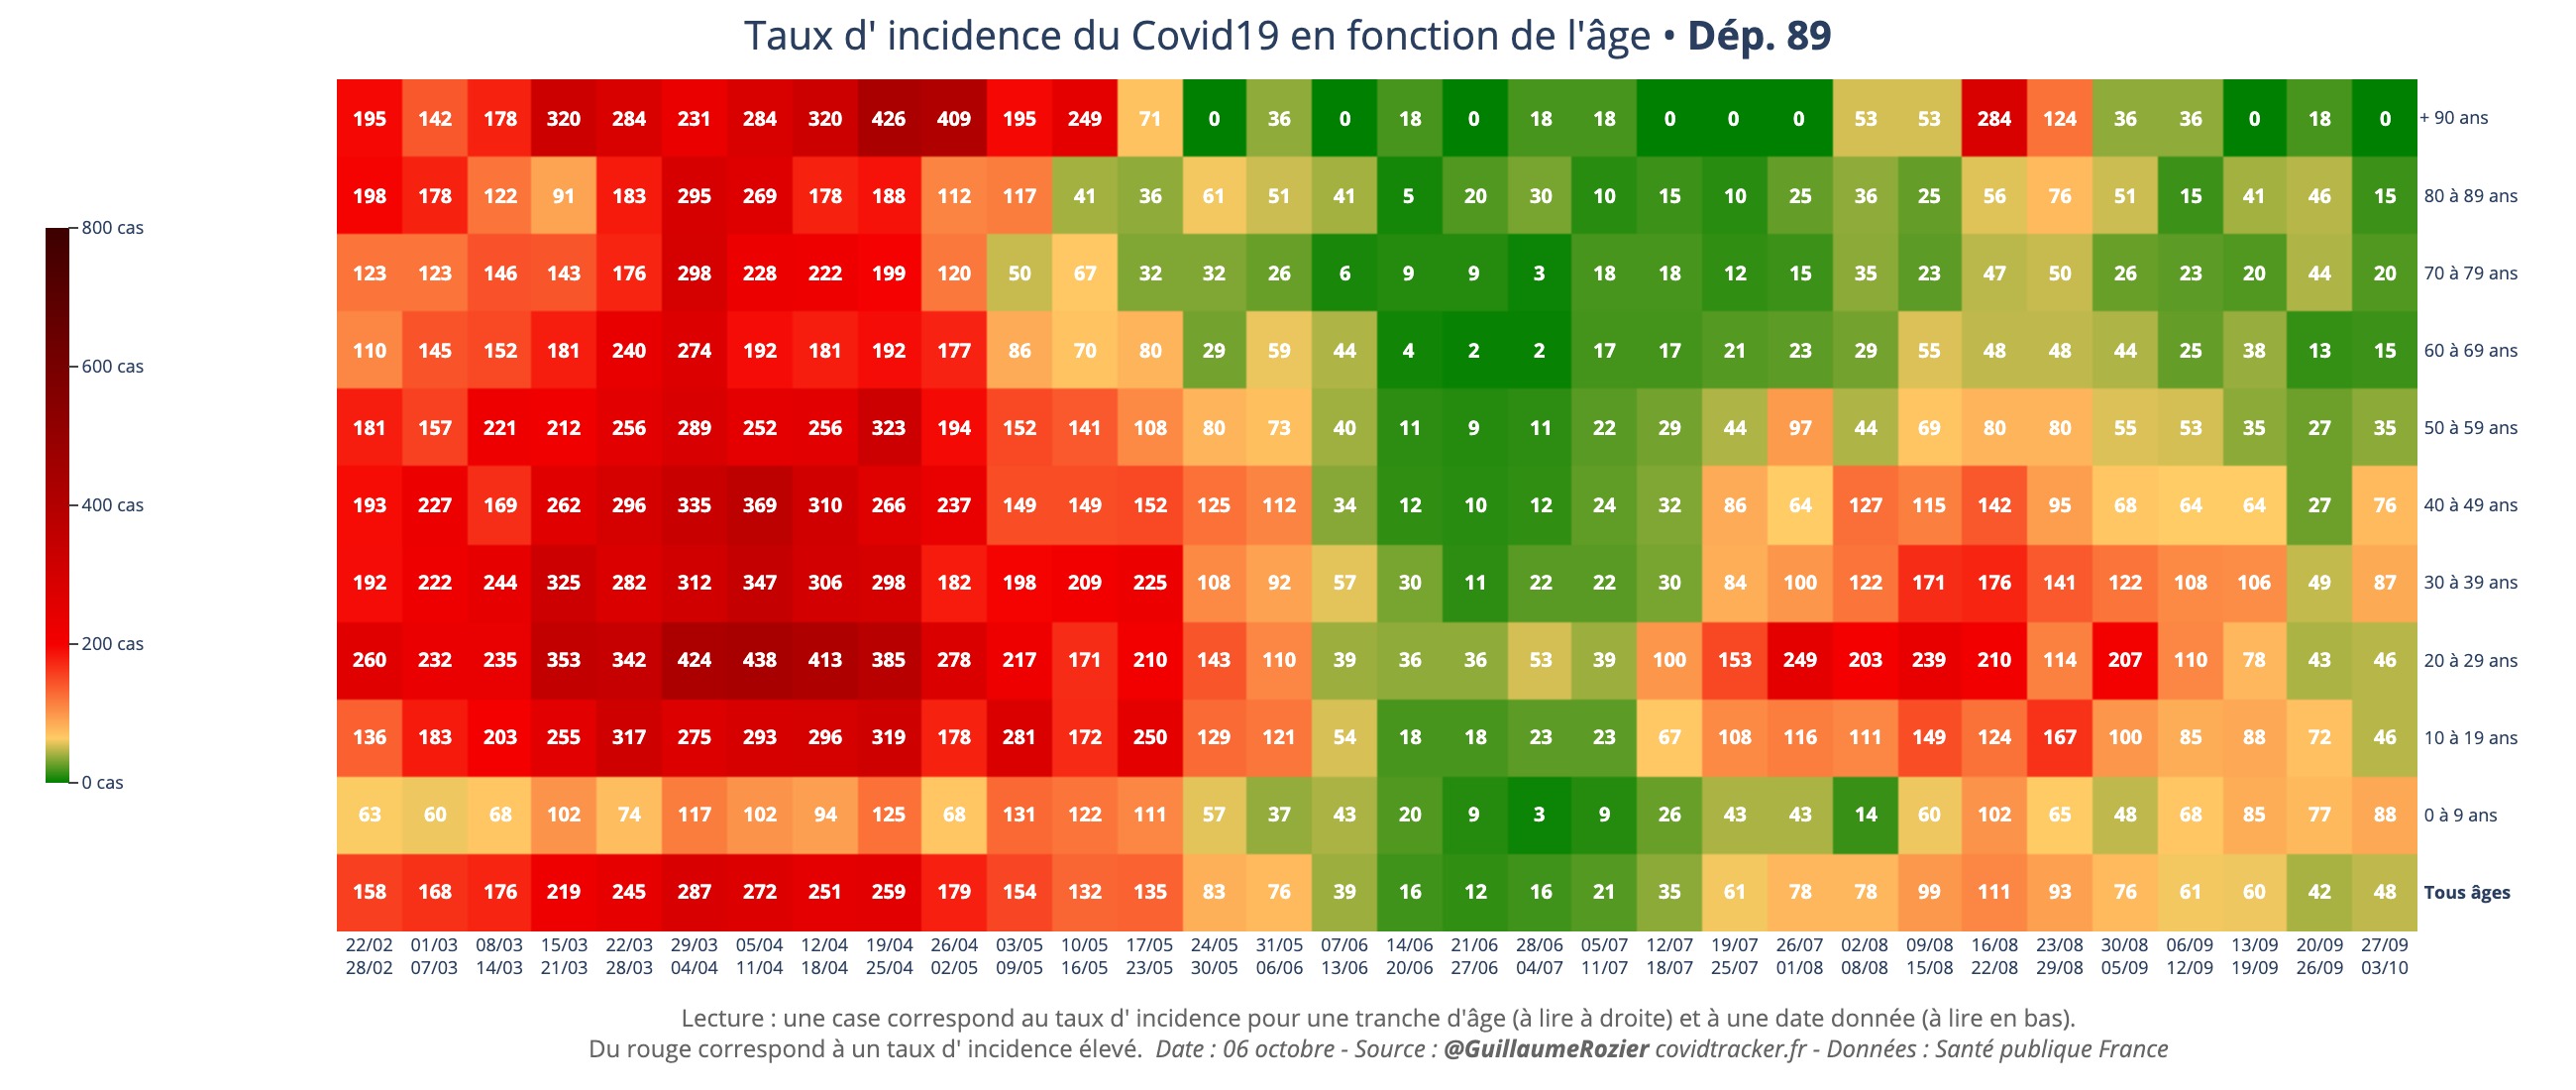 Taux d' incidence du Covid19 en fonction de l'âge • Dép. 89
800 cas
600 cas
400 cas
200 cas
0 cas
195 142 178 320 284 231 284 320 426 409 195 249 71 0 36 0 18 0 18 18 0 0 0 53 53 284 124 36 36 0 18 0 + 90 ans
198 178 122 91 183 295 269 178 188 112 117 41 36 61 51 41 5 20 30 10 15 10 25 36 25 56 76 51 15 41 46 15 80 à 89 ans
123 123 146 143 176 298 228 222 199 120 50 67 32 32 26 6 9 9 3 18 18 12 15 35 23 47 50 26 23 20 44 20 70 à 79 ans
110 145 152 181 240 274 192 181 192 177 86 70 80 29 59 44 4 2 2 17 17 21 23 29 55 48 48 44 25 38 13 15 60 à 69 ans
181 157 221 212 256 289 252 256 323 194 152 141 108 80 73 40 11 9 11 22 29 44 97 44 69 80 80 55 53 35 27 35 50 à 59 ans
193 227 169 262 296 335 369 310 266 237 149 149 152 125 112 34 12 10 12 24 32 86 64 127 115 142 95 68 64 64 27 76 40 à 49 ans
192 222 244 325 282 312 347 306 298 182 198 209 225 108 92 57 30 11 22 22 30 84 100 122 171 176 141 122 108 106 49 87 30 à 39 ans
260 232 235 353 342 424 438 413 385 278 217 171 210 143 110 39 36 36 53 39 100 153 249 203 239 210 114 207 110 78 43 46 20 à 29 ans
136 183 203 255 317 275 293 296 319 178 281 172 250 129 121 54 18 18 23 23 67 108 116 111 149 124 167 100 85 88 72 46 10 à 19 ans
63 60 68 102 74 117 102 94 125 68 131 122 111 57 37 43 20 9 3 9 26 43 43 14 60 102 65 48 68 85 77 88 0 à 9 ans
158 168 176 219 245 287 272 251 259 179 154 132 135 83 76 39 16 12 16 21 35 61 78 78 99 111 93 76 61 60 42 48 Tous âges
22/02 01/03 08/03 15/03 22/03 29/03 05/04 12/04 19/04 26/04 03/05 10/05 17/05 24/05 31/05 07/06 14/06 21/06 28/06 05/07 12/07 19/07 26/07 02/08 09/08 16/08 23/08 30/08 06/09 13/09 20/09 27/09
28/02 07/03 14/03 21/03 28/03 04/04 11/04 18/04 25/04 02/05 09/05 16/05 23/05 30/05 06/06 13/06 20/06 27/06 04/07 11/07 18/07 25/07 01/08 08/08 15/08 22/08 29/08 05/09 12/09 19/09 26/09 03/10
Lecture : une case correspond au taux d' incidence pour une tranche d'âge (à lire à droite) et à une date donnée (à lire en bas).
Du rouge correspond à un taux d' incidence élevé. Date : 06 octobre - Source : @GuillaumeRozier covidtracker.fr - Données : Santé publique France